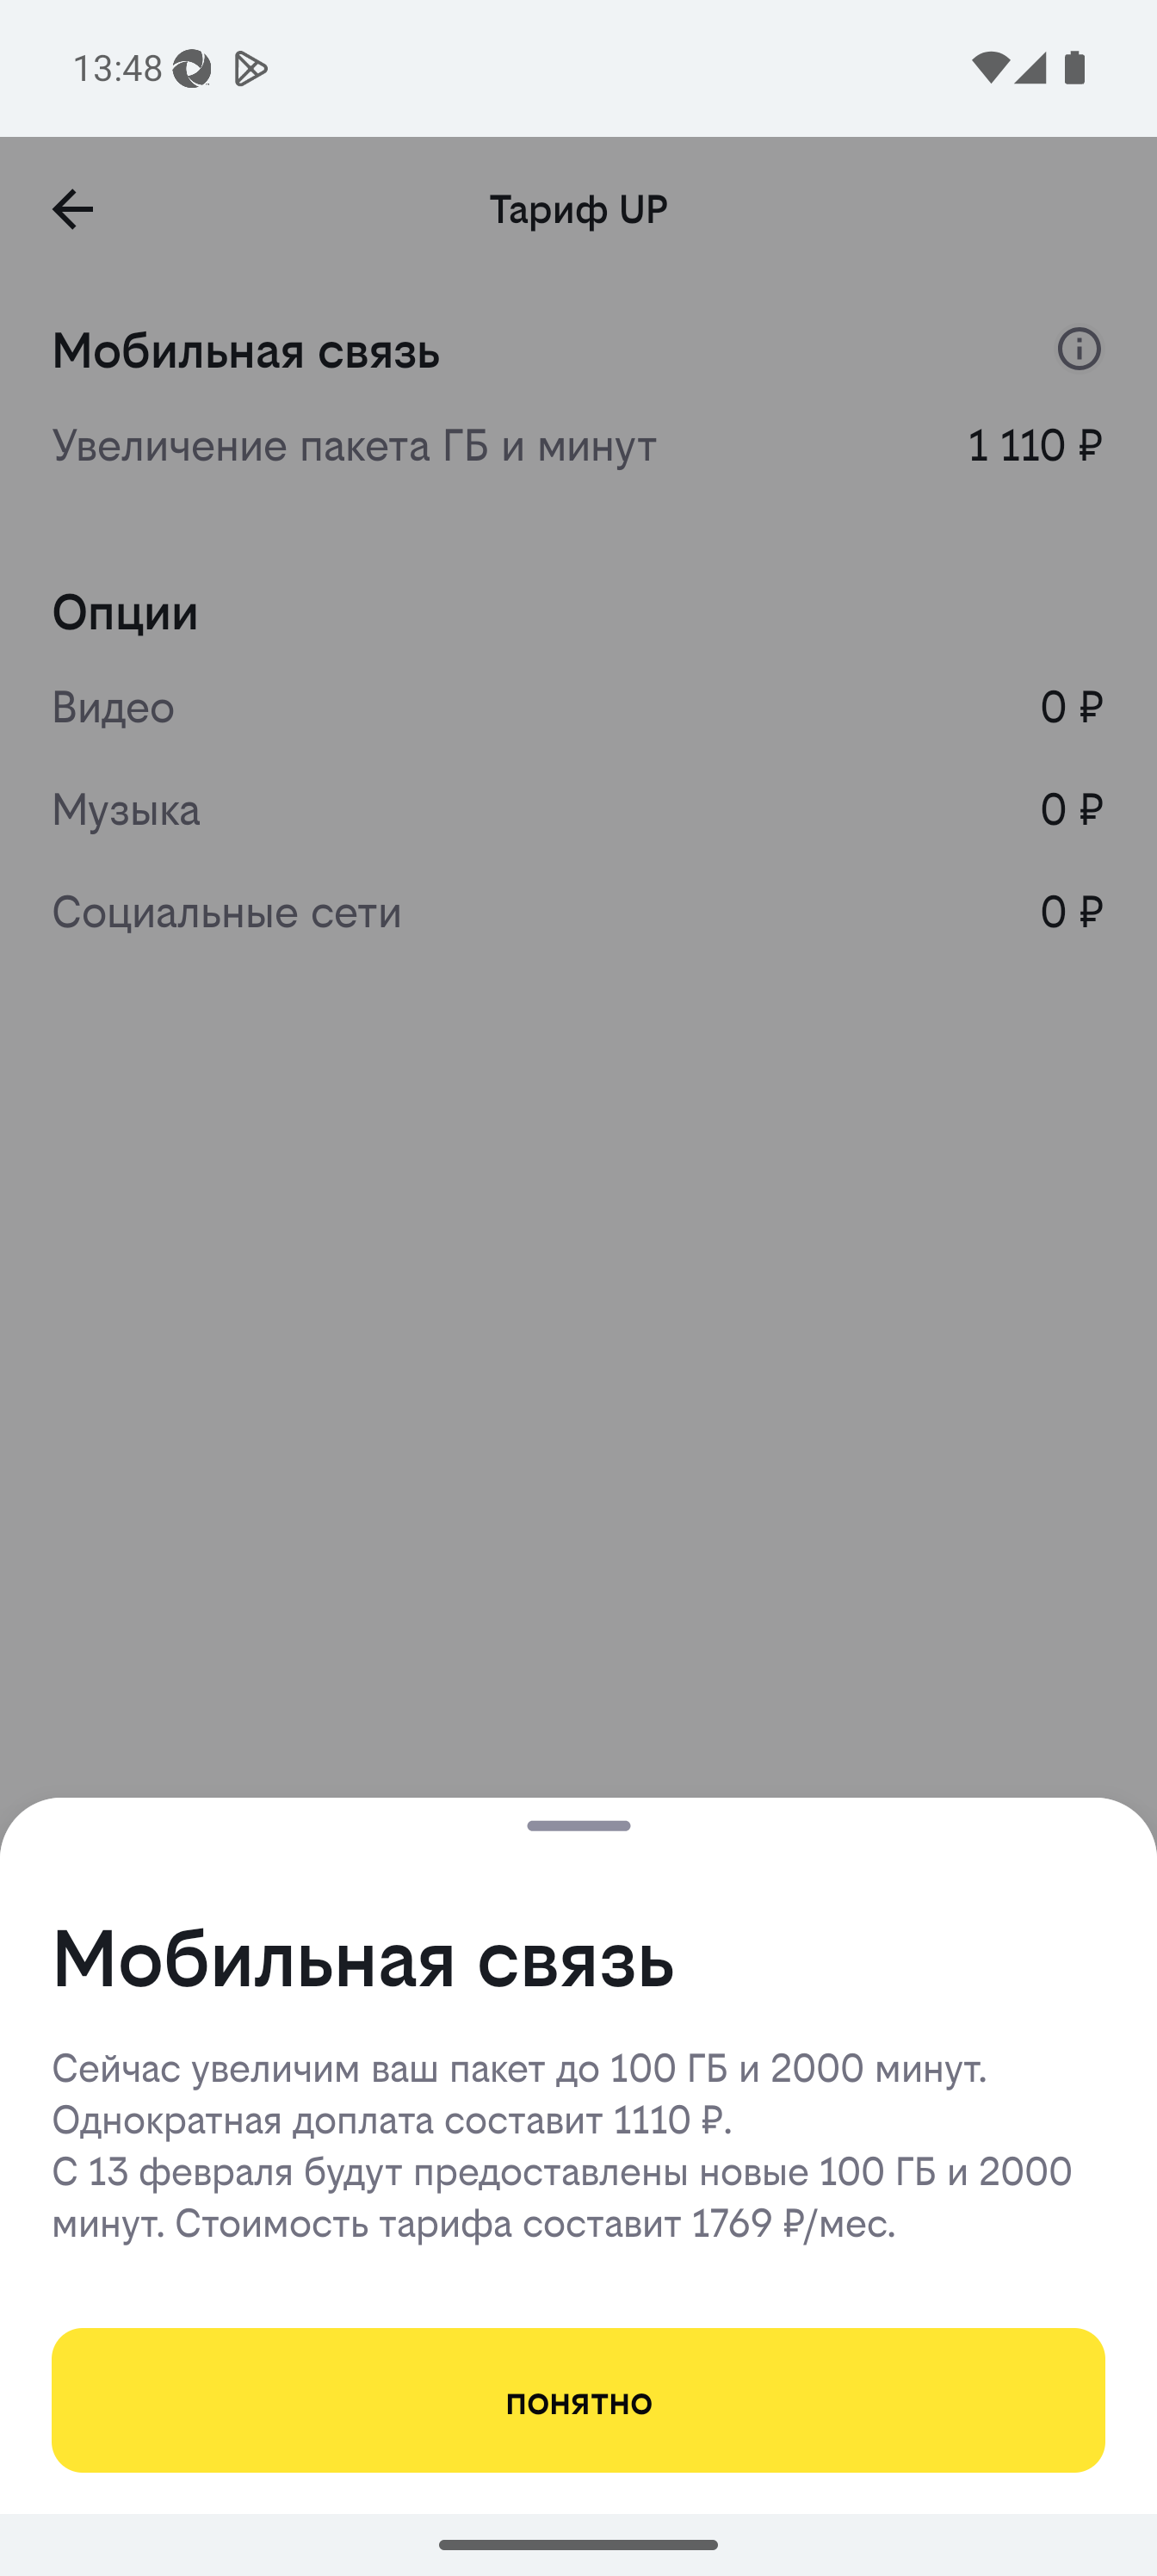 13:48
Тариф UP
Мобильная связь
Увеличение пакета ГБ и минут 1 110 ₽
Опции
Видео 0 ₽
Музыка 0 ₽
Социальные сети 0 ₽
Мобильная связь
Сейчас увеличим ваш пакет до 100 ГБ и 2000 минут.
Однократная доплата составит 1110 ₽.
С 13 февраля будут предоставлены новые 100 ГБ и 2000
минут. Стоимость тарифа составит 1769 ₽/мес.
понятно